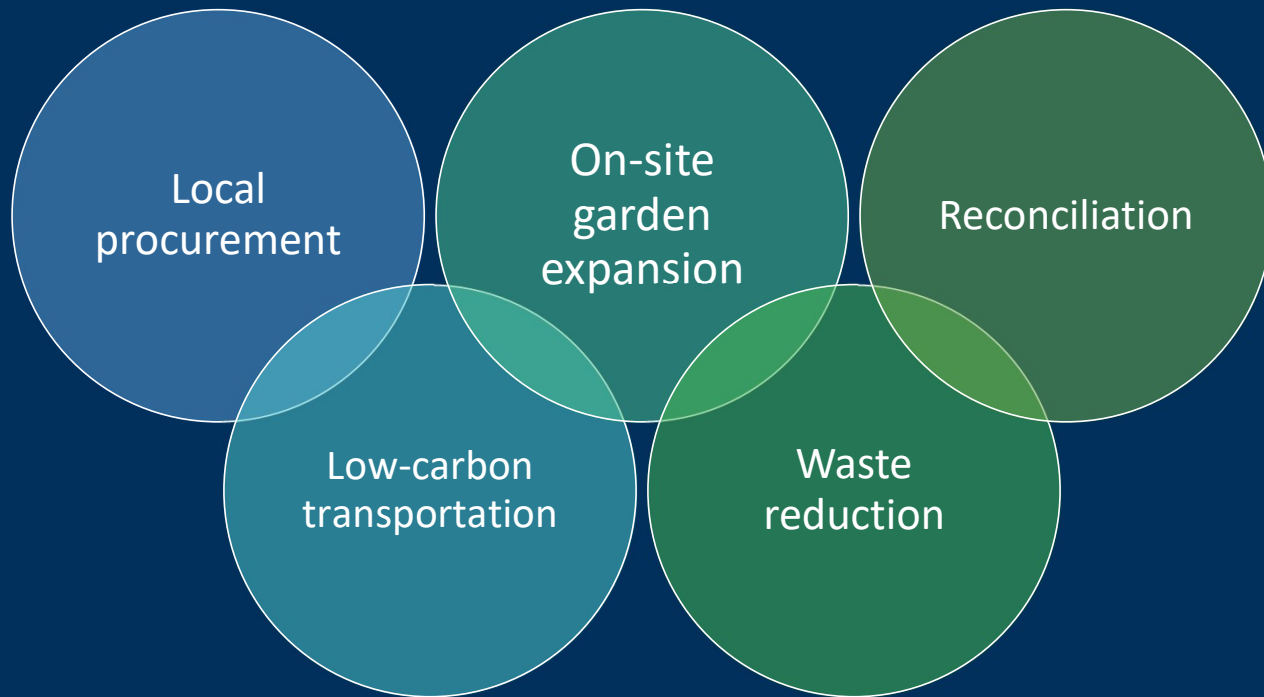 Local
procurement
On-site
garden
expansion
Reconciliation
Low-carbon
transportation
Waste
reduction